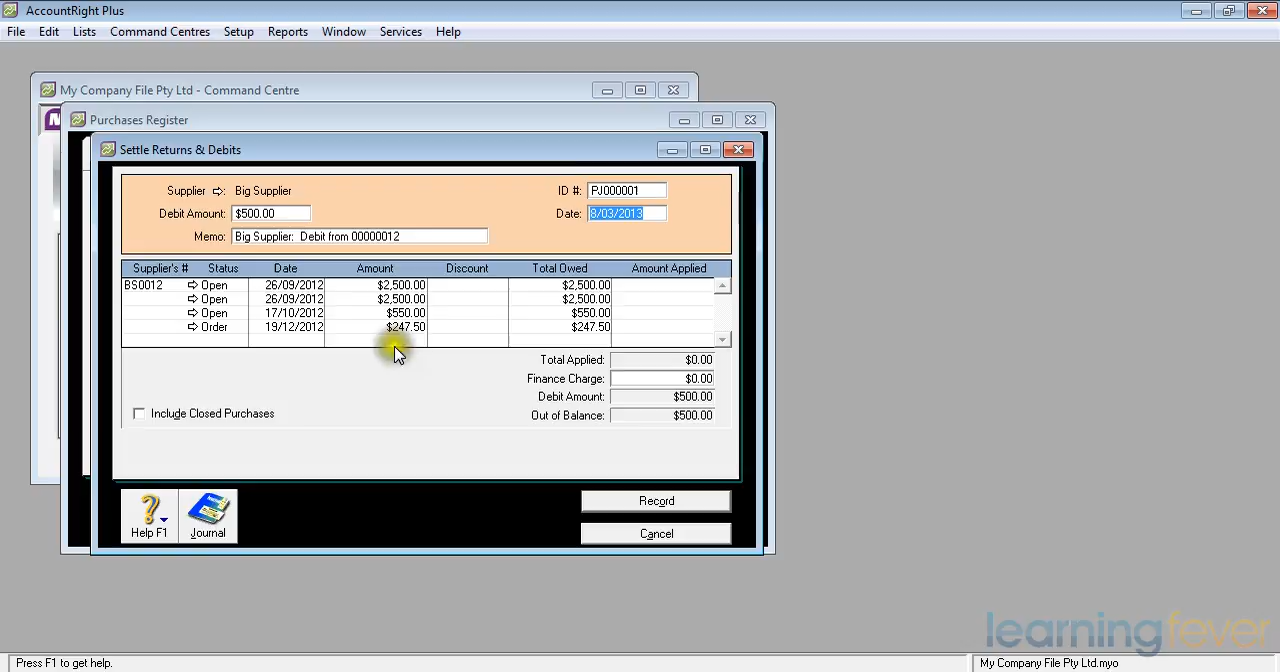 AccountRight Plus
File Edit Lists Command Centres Setup Reports Window Services Help
My Company File Pty Ltd - Command Centre
Purchases Register
Settle Returns & Debits
Supplier : Big Supplier ID #: PJ000001
Debit Amount: $500.00 Date: 8/03/2013
Memo: Big Supplier: Debit from 00000012
Supplier's # Status Date Amount Discount Total Owed Amount Applied
BS0012 Open 26/09/2012 $2,500.00 $2,500.00
Open 26/09/2012 $2,500.00 $2,500.00
Open 17/10/2012 $550.00 $550.00
Order 19/12/2012 $247.50 $247.50
Total Applied: $0.00
Finance Charge: $0.00
Debit Amount: $500.00
Include Closed Purchases Out of Balance: $500.00
Help F1 Journal Record
Cancel
learningfever
Press F1 to get help. My Company File Pty Ltd.myo